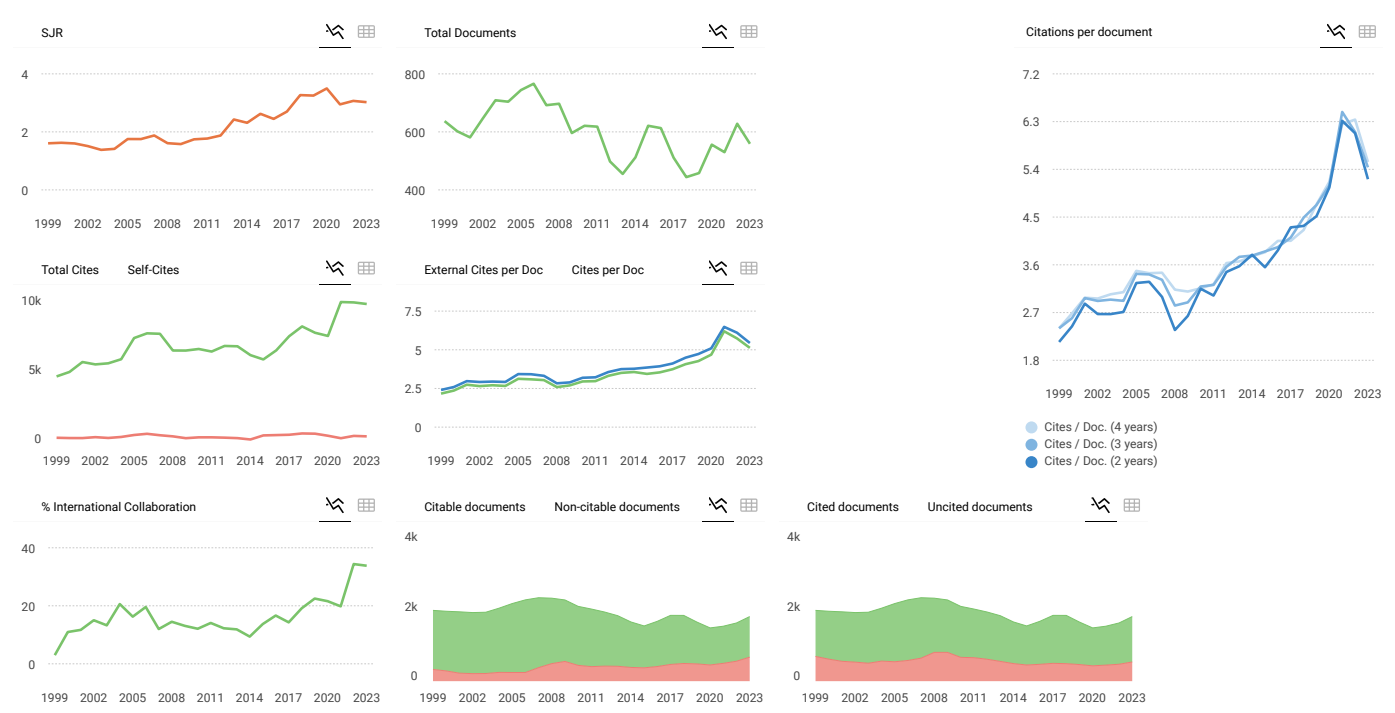 SJR
4
2
0
1999 2002 2005 2008 2011 2014 2017 2020 2023
Total Documents
800
600
400
1999 2002 2005 2008 2011 2014 2017 2020 2023
Citations per document
7.2
6.3
5.4
4.5
3.6
2.7
1.8
1999 2002 2005 2008 2011 2014 2017 2020 2023
Cites / Doc. (4 years)
Cites / Doc. (3 years)
Cites / Doc. (2 years)
Total Cites Self-Cites
10k
5k
0
1999 2002 2005 2008 2011 2014 2017 2020 2023
External Cites per Doc Cites per Doc
7.5
5
2.5
0
1999 2002 2005 2008 2011 2014 2017 2020 2023
% International Collaboration
40
20
0
1999 2002 2005 2008 2011 2014 2017 2020 2023
Citable documents Non-citable documents
4k
2k
0
1999 2002 2005 2008 2011 2014 2017 2020 2023
Cited documents Uncited documents
4k
2k
0
1999 2002 2005 2008 2011 2014 2017 2020 2023